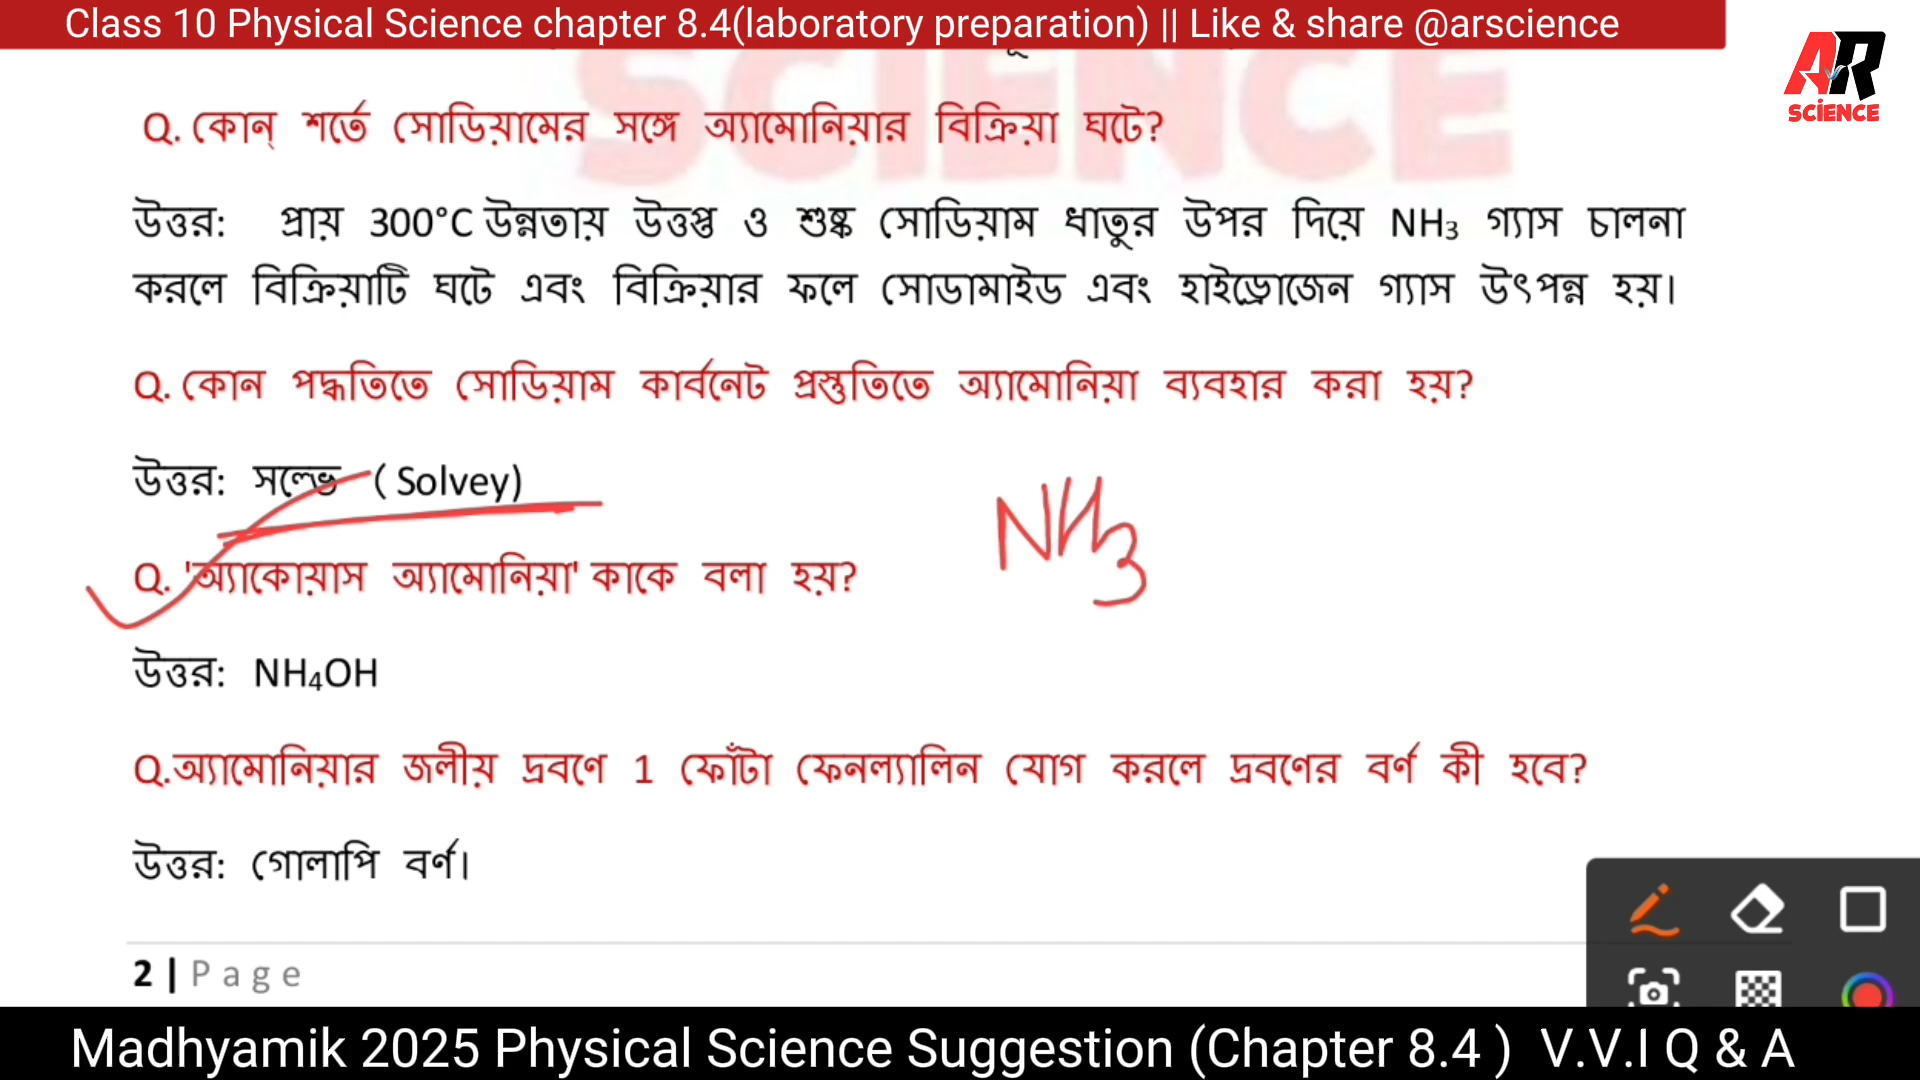 Class 10 Physical Science chapter 8.4(laboratory preparation) || Like & share @arscience
AR
SCIENCE
SCIENCE
Q. কোন্ শর্তে সোডিয়ামের সঙ্গে অ্যামোনিয়ার বিক্রিয়া ঘটে?
উত্তর: প্রায় 300°C উন্নতায় উত্তপ্ত ও শুষ্ক সোডিয়াম ধাতুর উপর দিয়ে NH₃ গ্যাস চালনা
করলে বিক্রিয়াটি ঘটে এবং বিক্রিয়ার ফলে সোডামাইড এবং হাইড্রোজেন গ্যাস উৎপন্ন হয়।
Q. কোন পদ্ধতিতে সোডিয়াম কার্বনেট প্রস্তুতিতে অ্যামোনিয়া ব্যবহার করা হয়?
উত্তর: সল্ভে ( Solvey)
NH3
Q. 'অ্যাকোয়াস অ্যামোনিয়া' কাকে বলা হয়?
উত্তর: NH₄OH
Q.অ্যামোনিয়ার জলীয় দ্রবণে 1 ফোঁটা ফেনল্যালিন যোগ করলে দ্রবণের বর্ণ কী হবে?
উত্তর: গোলাপি বর্ণ।
2 | Page
Madhyamik 2025 Physical Science Suggestion (Chapter 8.4 ) V.V.I Q & A